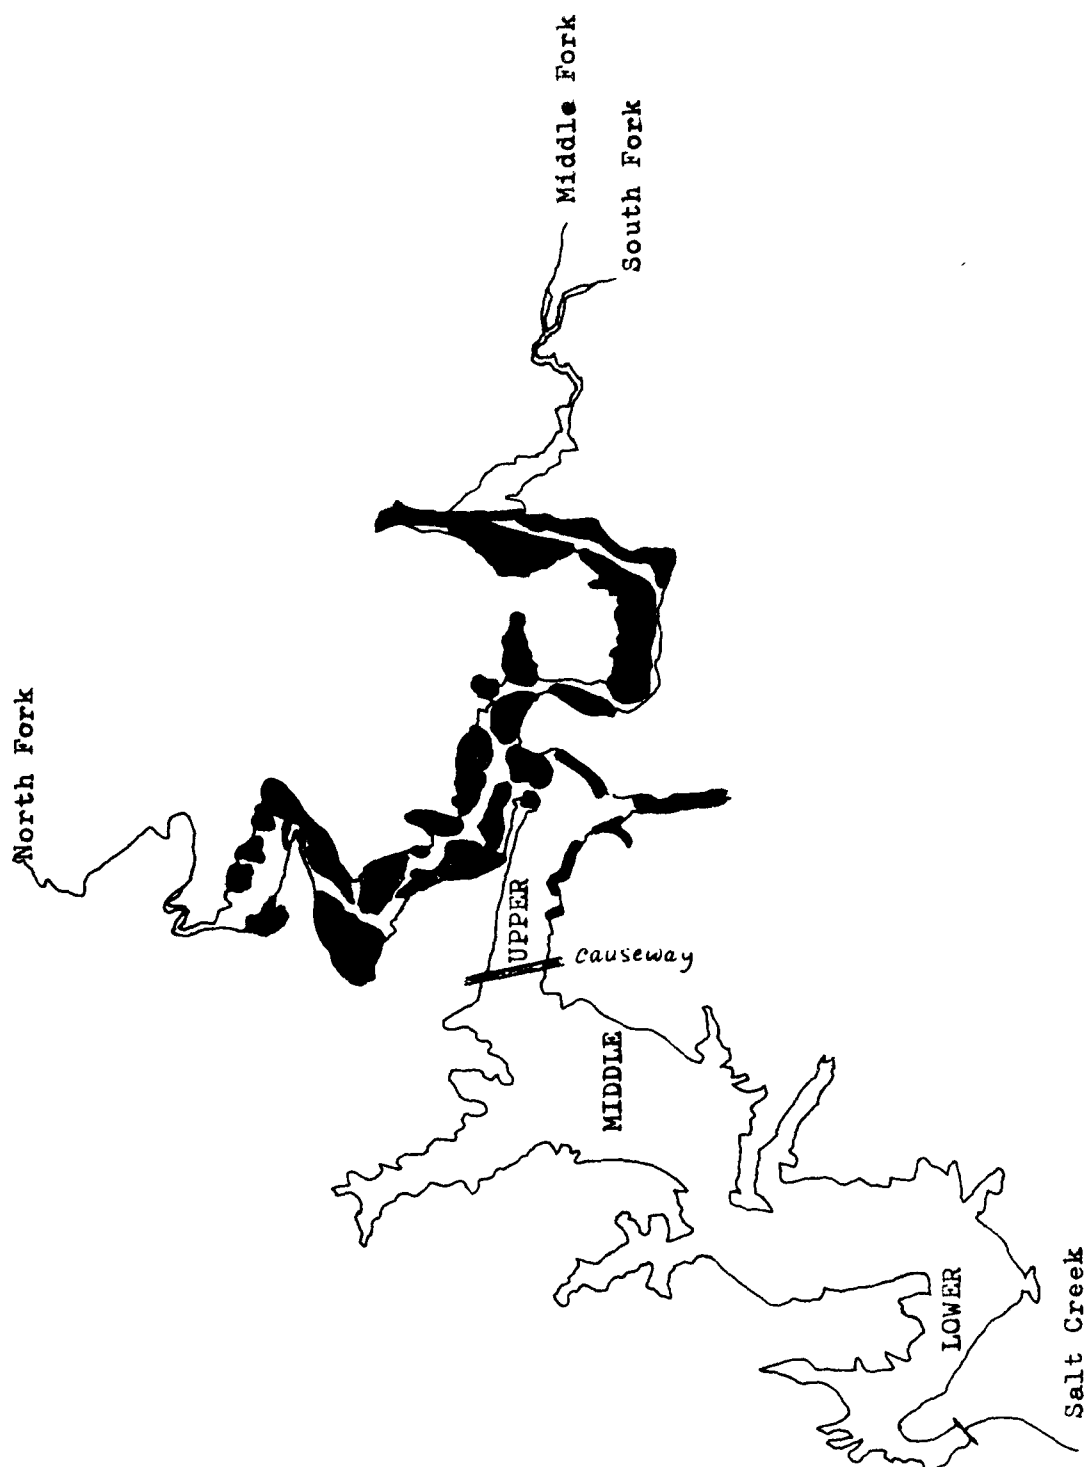 North Fork
Middle Fork
South Fork
UPPER
Causeway
MIDDLE
LOWER
Salt Creek